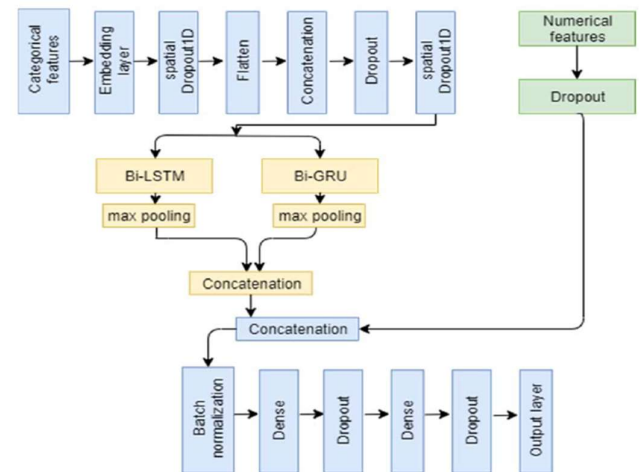 Categorical
features
Embedding
layer
spatial
Dropout1D
Flatten
Concatenation
Dropout
spatial
Dropout1D
Numerical
features
Dropout
Bi-LSTM
Bi-GRU
max pooling
max pooling
Concatenation
Concatenation
Batch
normalization
Dense
Dropout
Dense
Dropout
Output layer